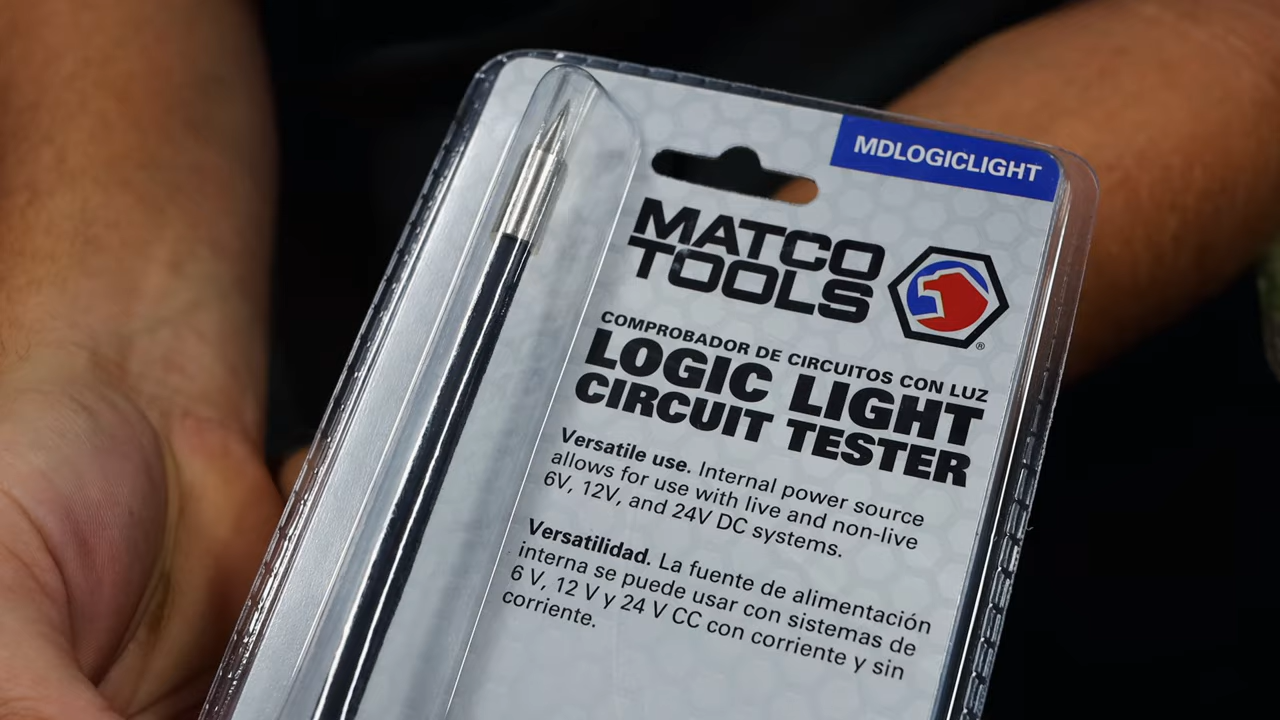 MDLOGICLIGHT
MATCO
TOOLS
®
COMPROBADOR DE CIRCUITOS CON LUZ
LOGIC LIGHT
CIRCUIT TESTER
Versatile use. Internal power source
allows for use with live and non-live
6V, 12V, and 24V DC systems.
Versatilidad. La fuente de alimentación
interna se puede usar con sistemas de
6 V, 12 V y 24 V CC con corriente y sin
corriente.